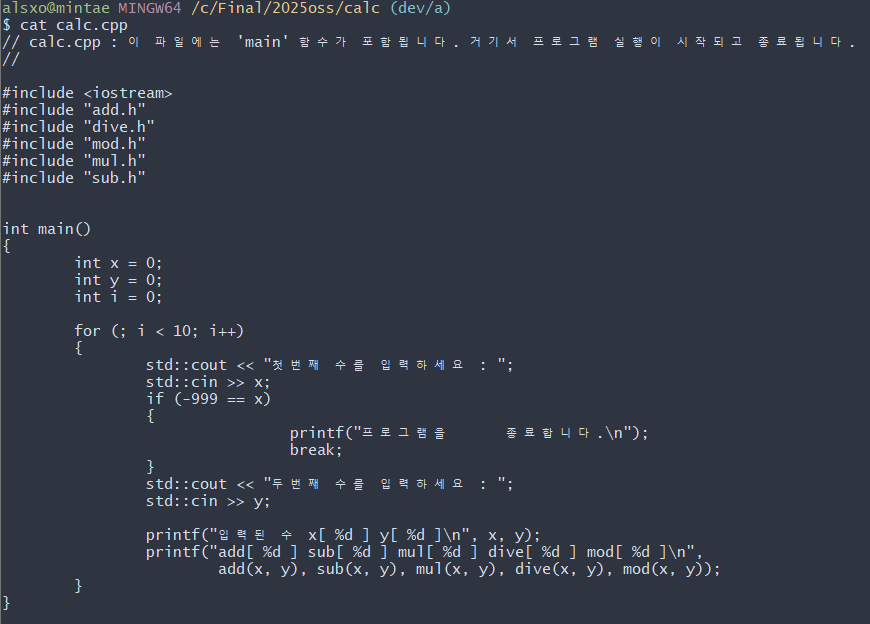 alsxo@mintae MINGW64 /c/Final/2025oss/calc (dev/a)
$ cat calc.cpp
// calc.cpp : 이 파일에는 'main' 함수가 포함됩니다. 거기서 프로그램 실행이 시작되고 종료됩니다.
//

#include <iostream>
#include "add.h"
#include "dive.h"
#include "mod.h"
#include "mul.h"
#include "sub.h"


int main()
{
        int x = 0;
        int y = 0;
        int i = 0;

        for (; i < 10; i++)
        {
                std::cout << "첫번째 수를 입력하세요 : ";
                std::cin >> x;
                if (-999 == x)
                {
                                printf("프로그램을      종료합니다.\n");
                                break;
                }
                std::cout << "두번째 수를 입력하세요 : ";
                std::cin >> y;

                printf("입력된 수 x[ %d ] y[ %d ]\n", x, y);
                printf("add[ %d ] sub[ %d ] mul[ %d ] dive[ %d ] mod[ %d ]\n",
                        add(x, y), sub(x, y), mul(x, y), dive(x, y), mod(x, y));
        }
}